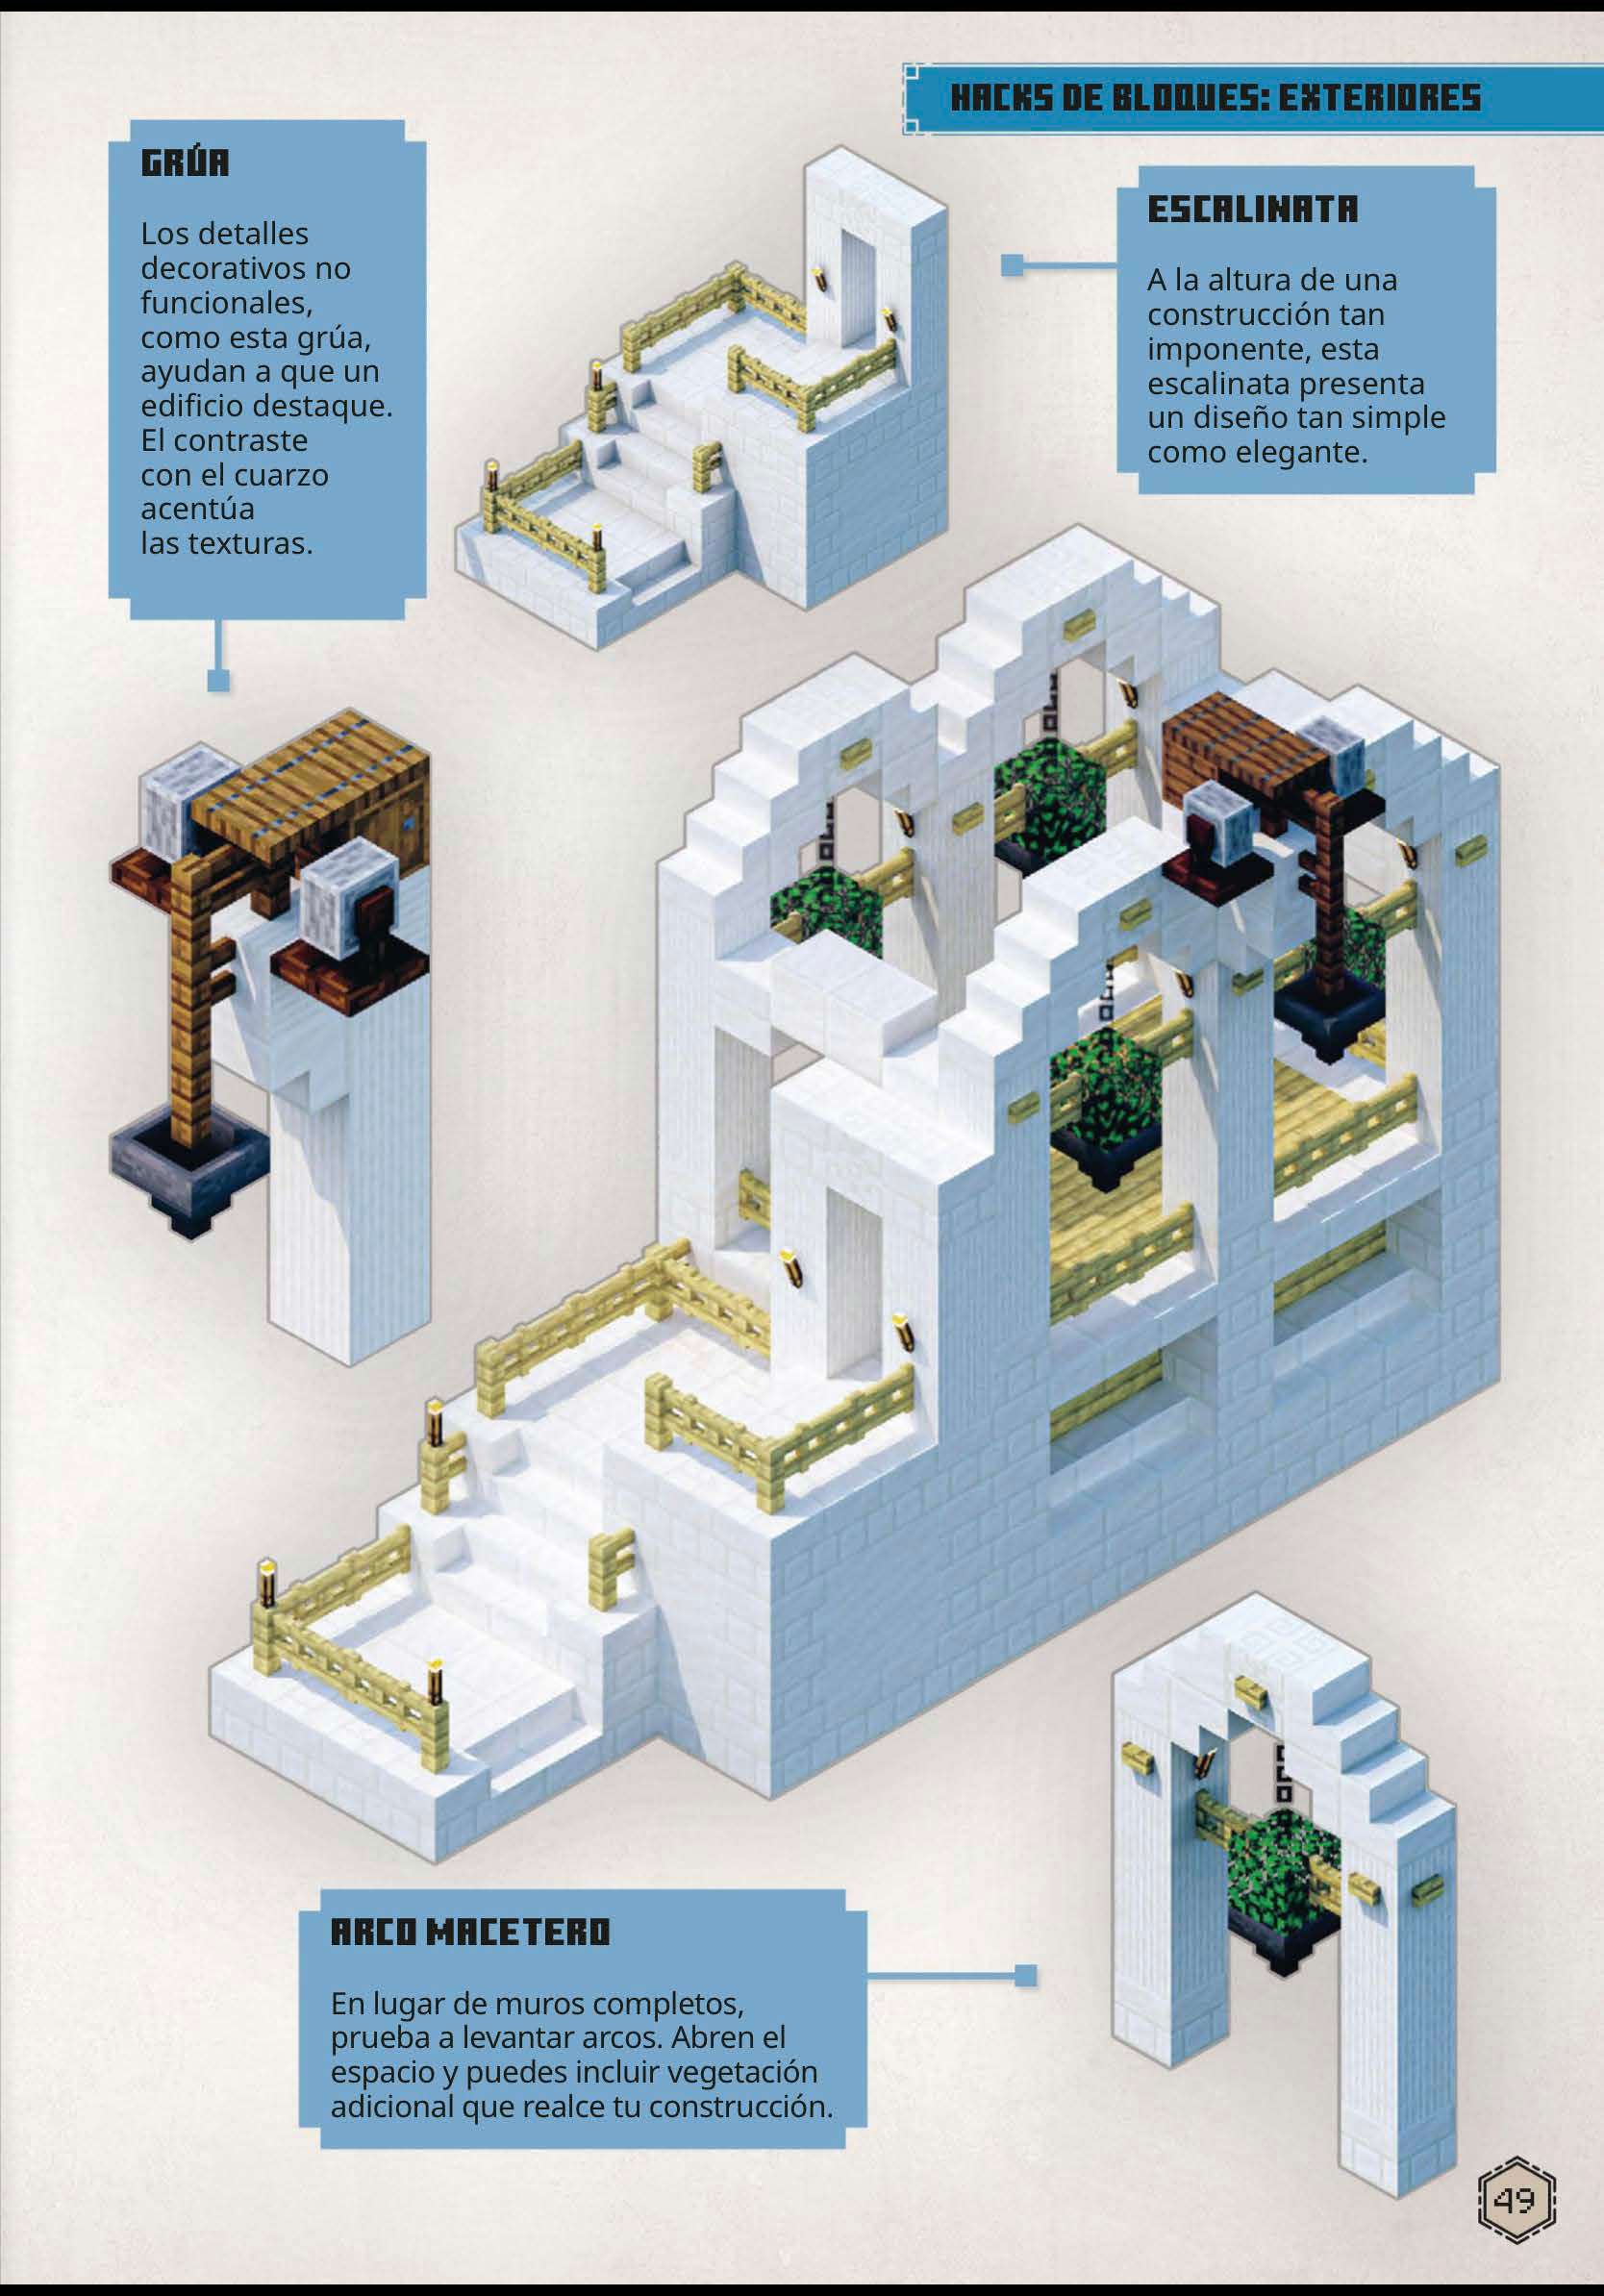 HACKS DE BLOQUES: EXTERIORES
GRÚA
Los detalles
decorativos no
funcionales,
como esta grúa,
ayudan a que un
edificio destaque.
El contraste
con el cuarzo
acentúa
las texturas.
ESCALINATA
A la altura de una
construcción tan
imponente, esta
escalinata presenta
un diseño tan simple
como elegante.
ARCO MACETERO
En lugar de muros completos,
prueba a levantar arcos. Abren el
espacio y puedes incluir vegetación
adicional que realce tu construcción.
49